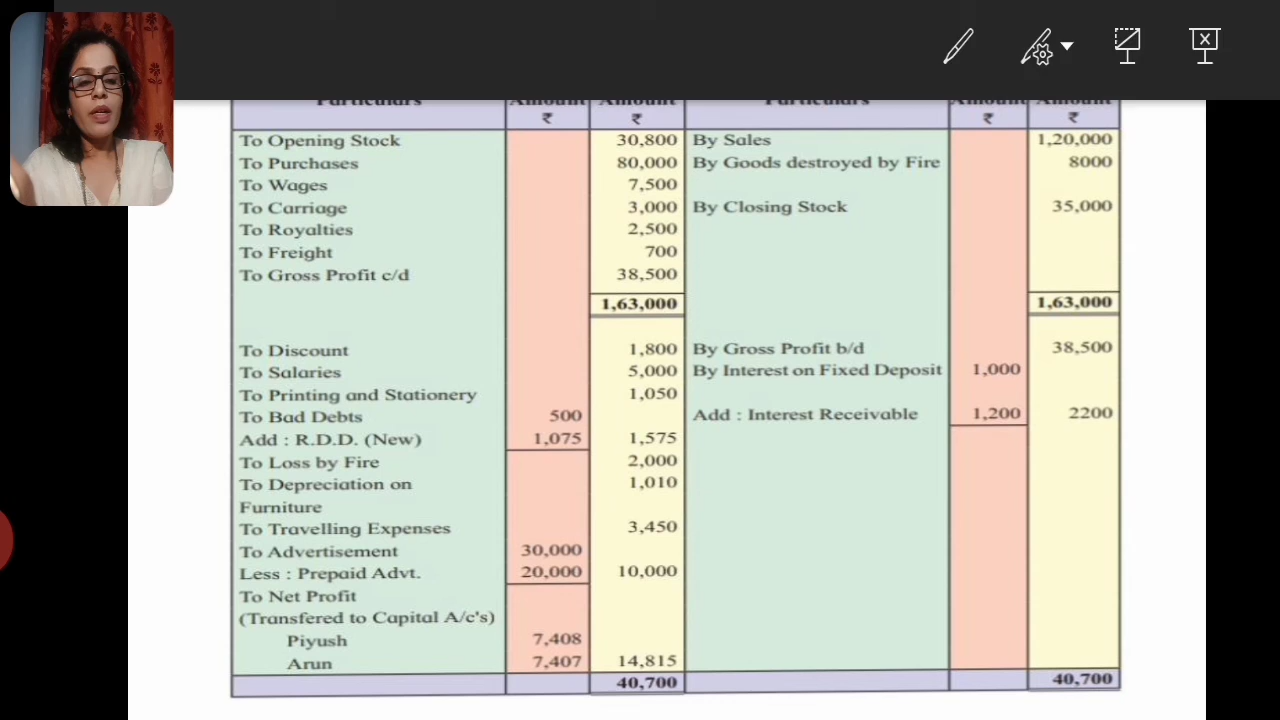 Particulars Amount Amount Particulars Amount Amount
₹ ₹ ₹ ₹
To Opening Stock 30,800 By Sales 1,20,000
To Purchases 80,000 By Goods destroyed by Fire 8000
To Wages 7,500
To Carriage 3,000 By Closing Stock 35,000
To Royalties 2,500
To Freight 700
To Gross Profit c/d 38,500
1,63,000 1,63,000
To Discount 1,800 By Gross Profit b/d 38,500
To Salaries 5,000 By Interest on Fixed Deposit 1,000
To Printing and Stationery 1,050
To Bad Debts 500 Add : Interest Receivable 1,200 2200
Add : R.D.D. (New) 1,075 1,575
To Loss by Fire 2,000
To Depreciation on 1,010
Furniture
To Travelling Expenses 3,450
To Advertisement 30,000
Less : Prepaid Advt. 20,000 10,000
To Net Profit
(Transfered to Capital A/c's)
Piyush 7,408
Arun 7,407 14,815
40,700 40,700